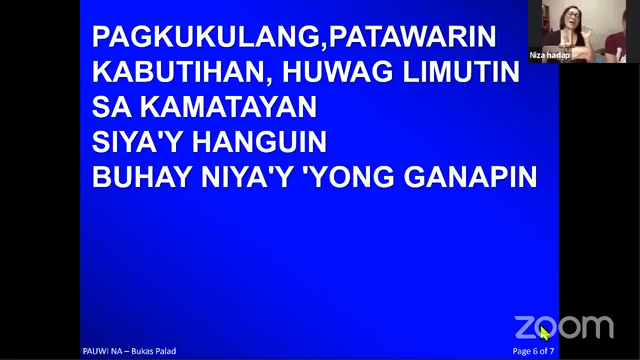 PAGKUKULANG,PATAWARIN
KABUTIHAN, HUWAG LIMUTIN
SA KAMATAYAN
SIYA'Y HANGUIN
BUHAY NIYA'Y 'YONG GANAPIN
Niza hadap
zoom
PAUWI NA – Bukas Palad
Page 6 of 7